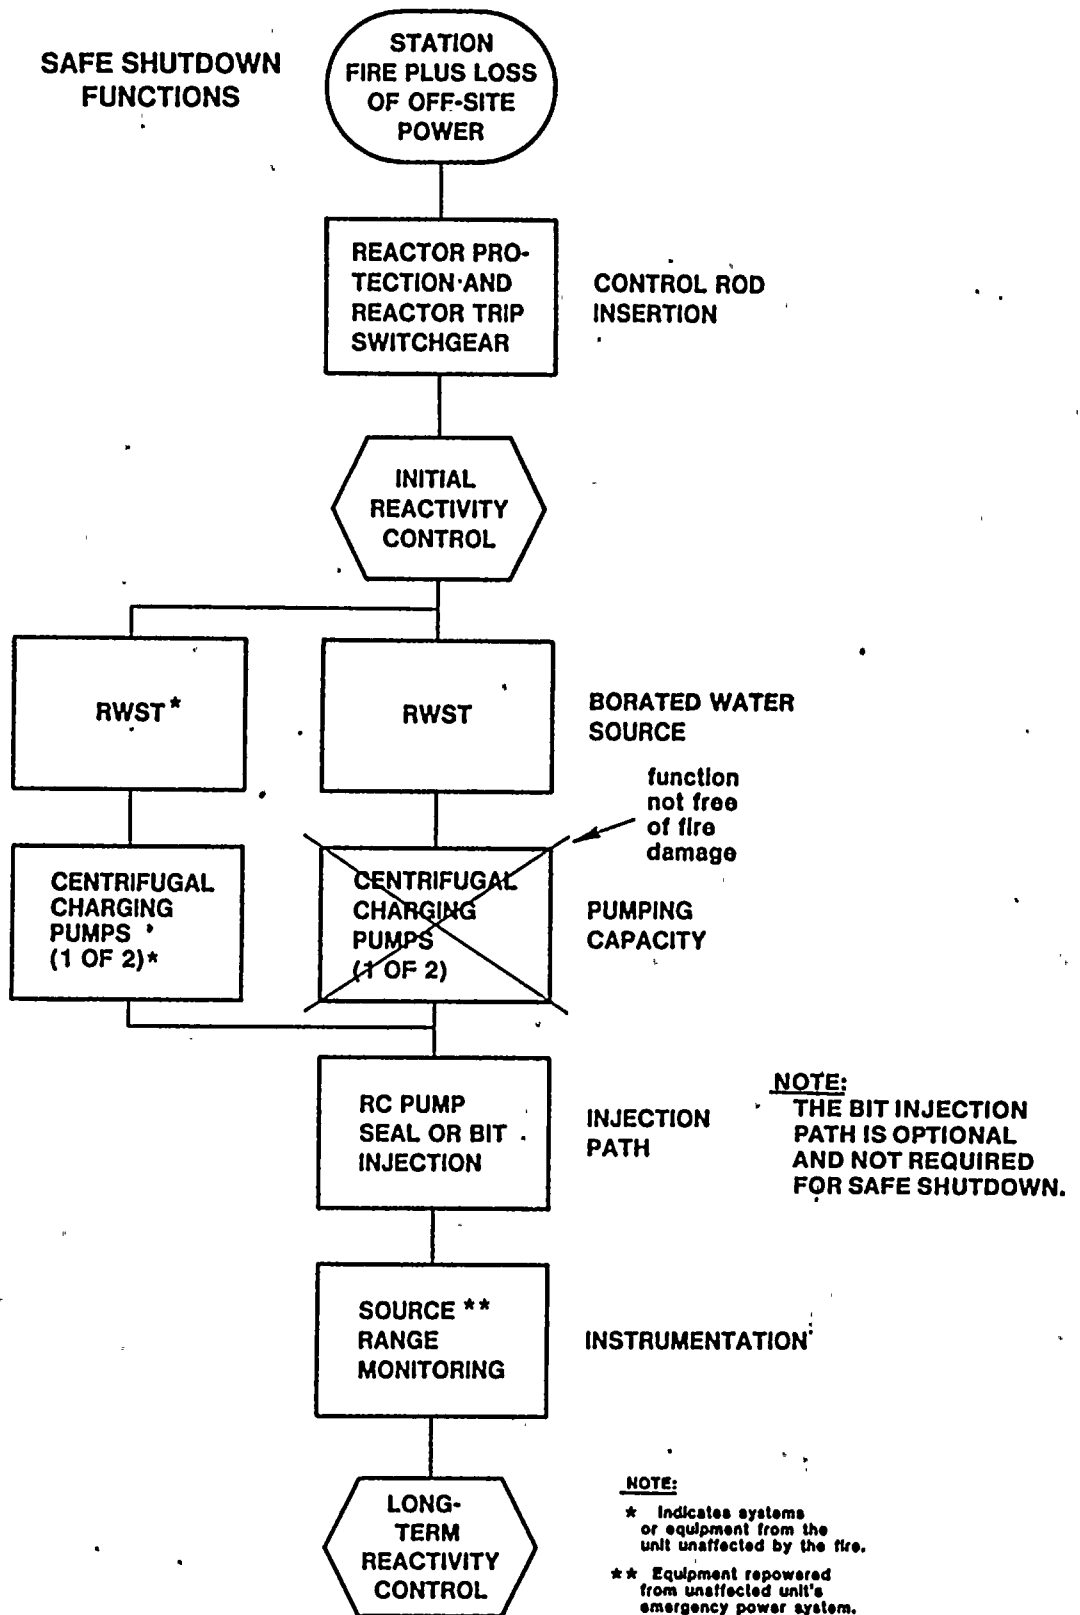 SAFE SHUTDOWN
FUNCTIONS
STATION
FIRE PLUS LOSS
OF OFF-SITE
POWER
REACTOR PRO-
TECTION AND
REACTOR TRIP
SWITCHGEAR
CONTROL ROD
INSERTION
INITIAL
REACTIVITY
CONTROL
RWST*
RWST
BORATED WATER
SOURCE
function
not free
of fire
damage
CENTRIFUGAL
CHARGING
PUMPS
(1 OF 2)*
CENTRIFUGAL
CHARGING
PUMPS
(1 OF 2)
PUMPING
CAPACITY
RC PUMP
SEAL OR BIT
INJECTION
INJECTION
PATH
NOTE:
THE BIT INJECTION
PATH IS OPTIONAL
AND NOT REQUIRED
FOR SAFE SHUTDOWN.
SOURCE **
RANGE
MONITORING
INSTRUMENTATION
LONG-
TERM
REACTIVITY
CONTROL
NOTE:
* Indicates systems
or equipment from the
unit unaffected by the fire.
** Equipment repowered
from unaffected unit's
emergency power system.